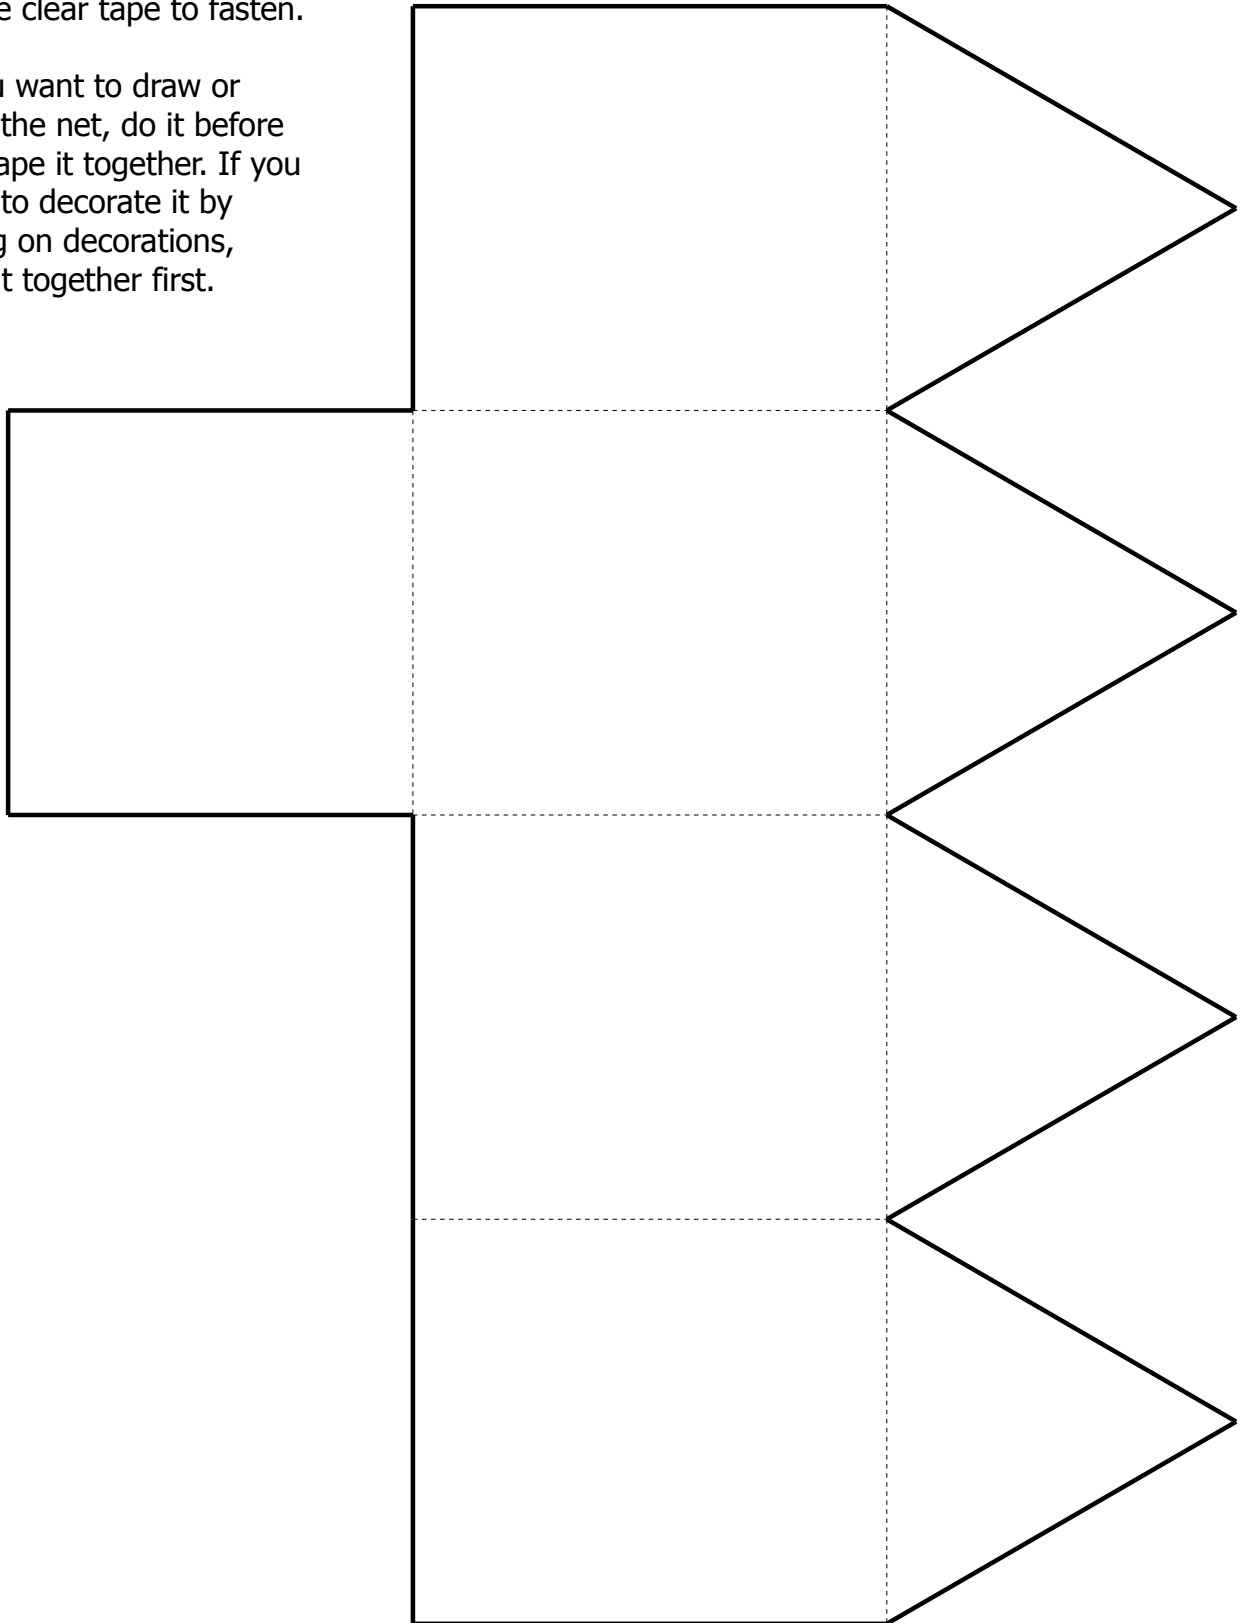 clear tape to fasten.
want to draw or
the net, do it before
ape it together. If you
to decorate it by
on decorations,
t together first.